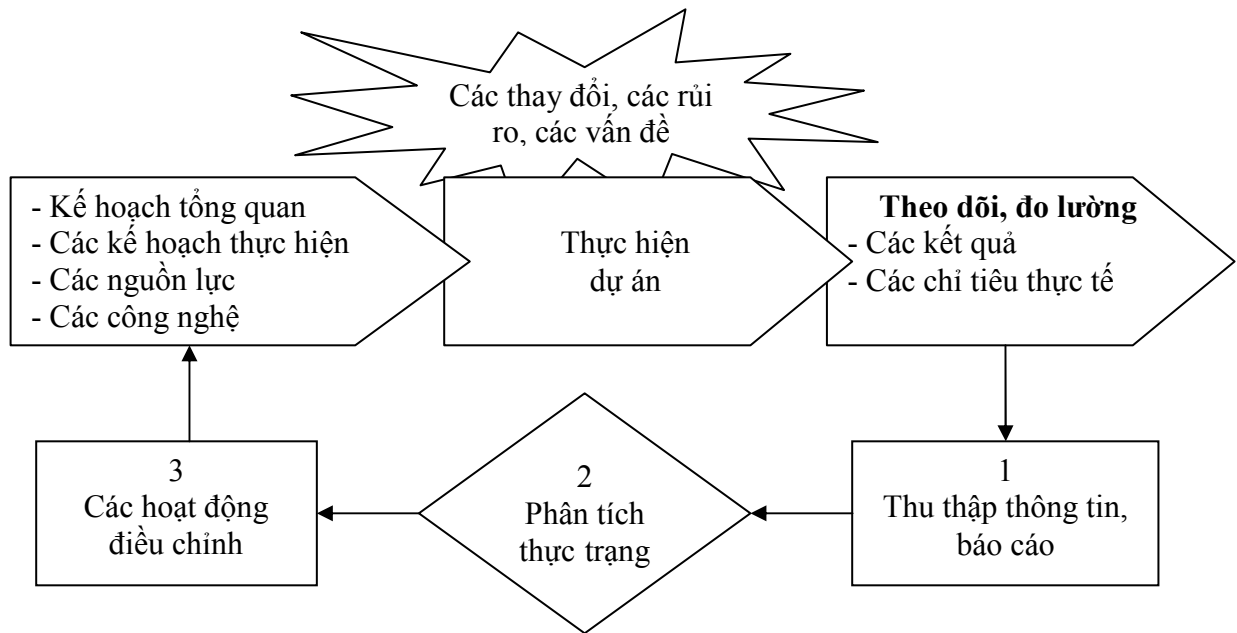 Các thay đổi, các rủi
ro, các vấn đề
- Kế hoạch tổng quan
- Các kế hoạch thực hiện
- Các nguồn lực
- Các công nghệ
Thực hiện
dự án
Theo dõi, đo lường
- Các kết quả
- Các chỉ tiêu thực tế
1
Thu thập thông tin,
báo cáo
2
Phân tích
thực trạng
3
Các hoạt động
điều chỉnh